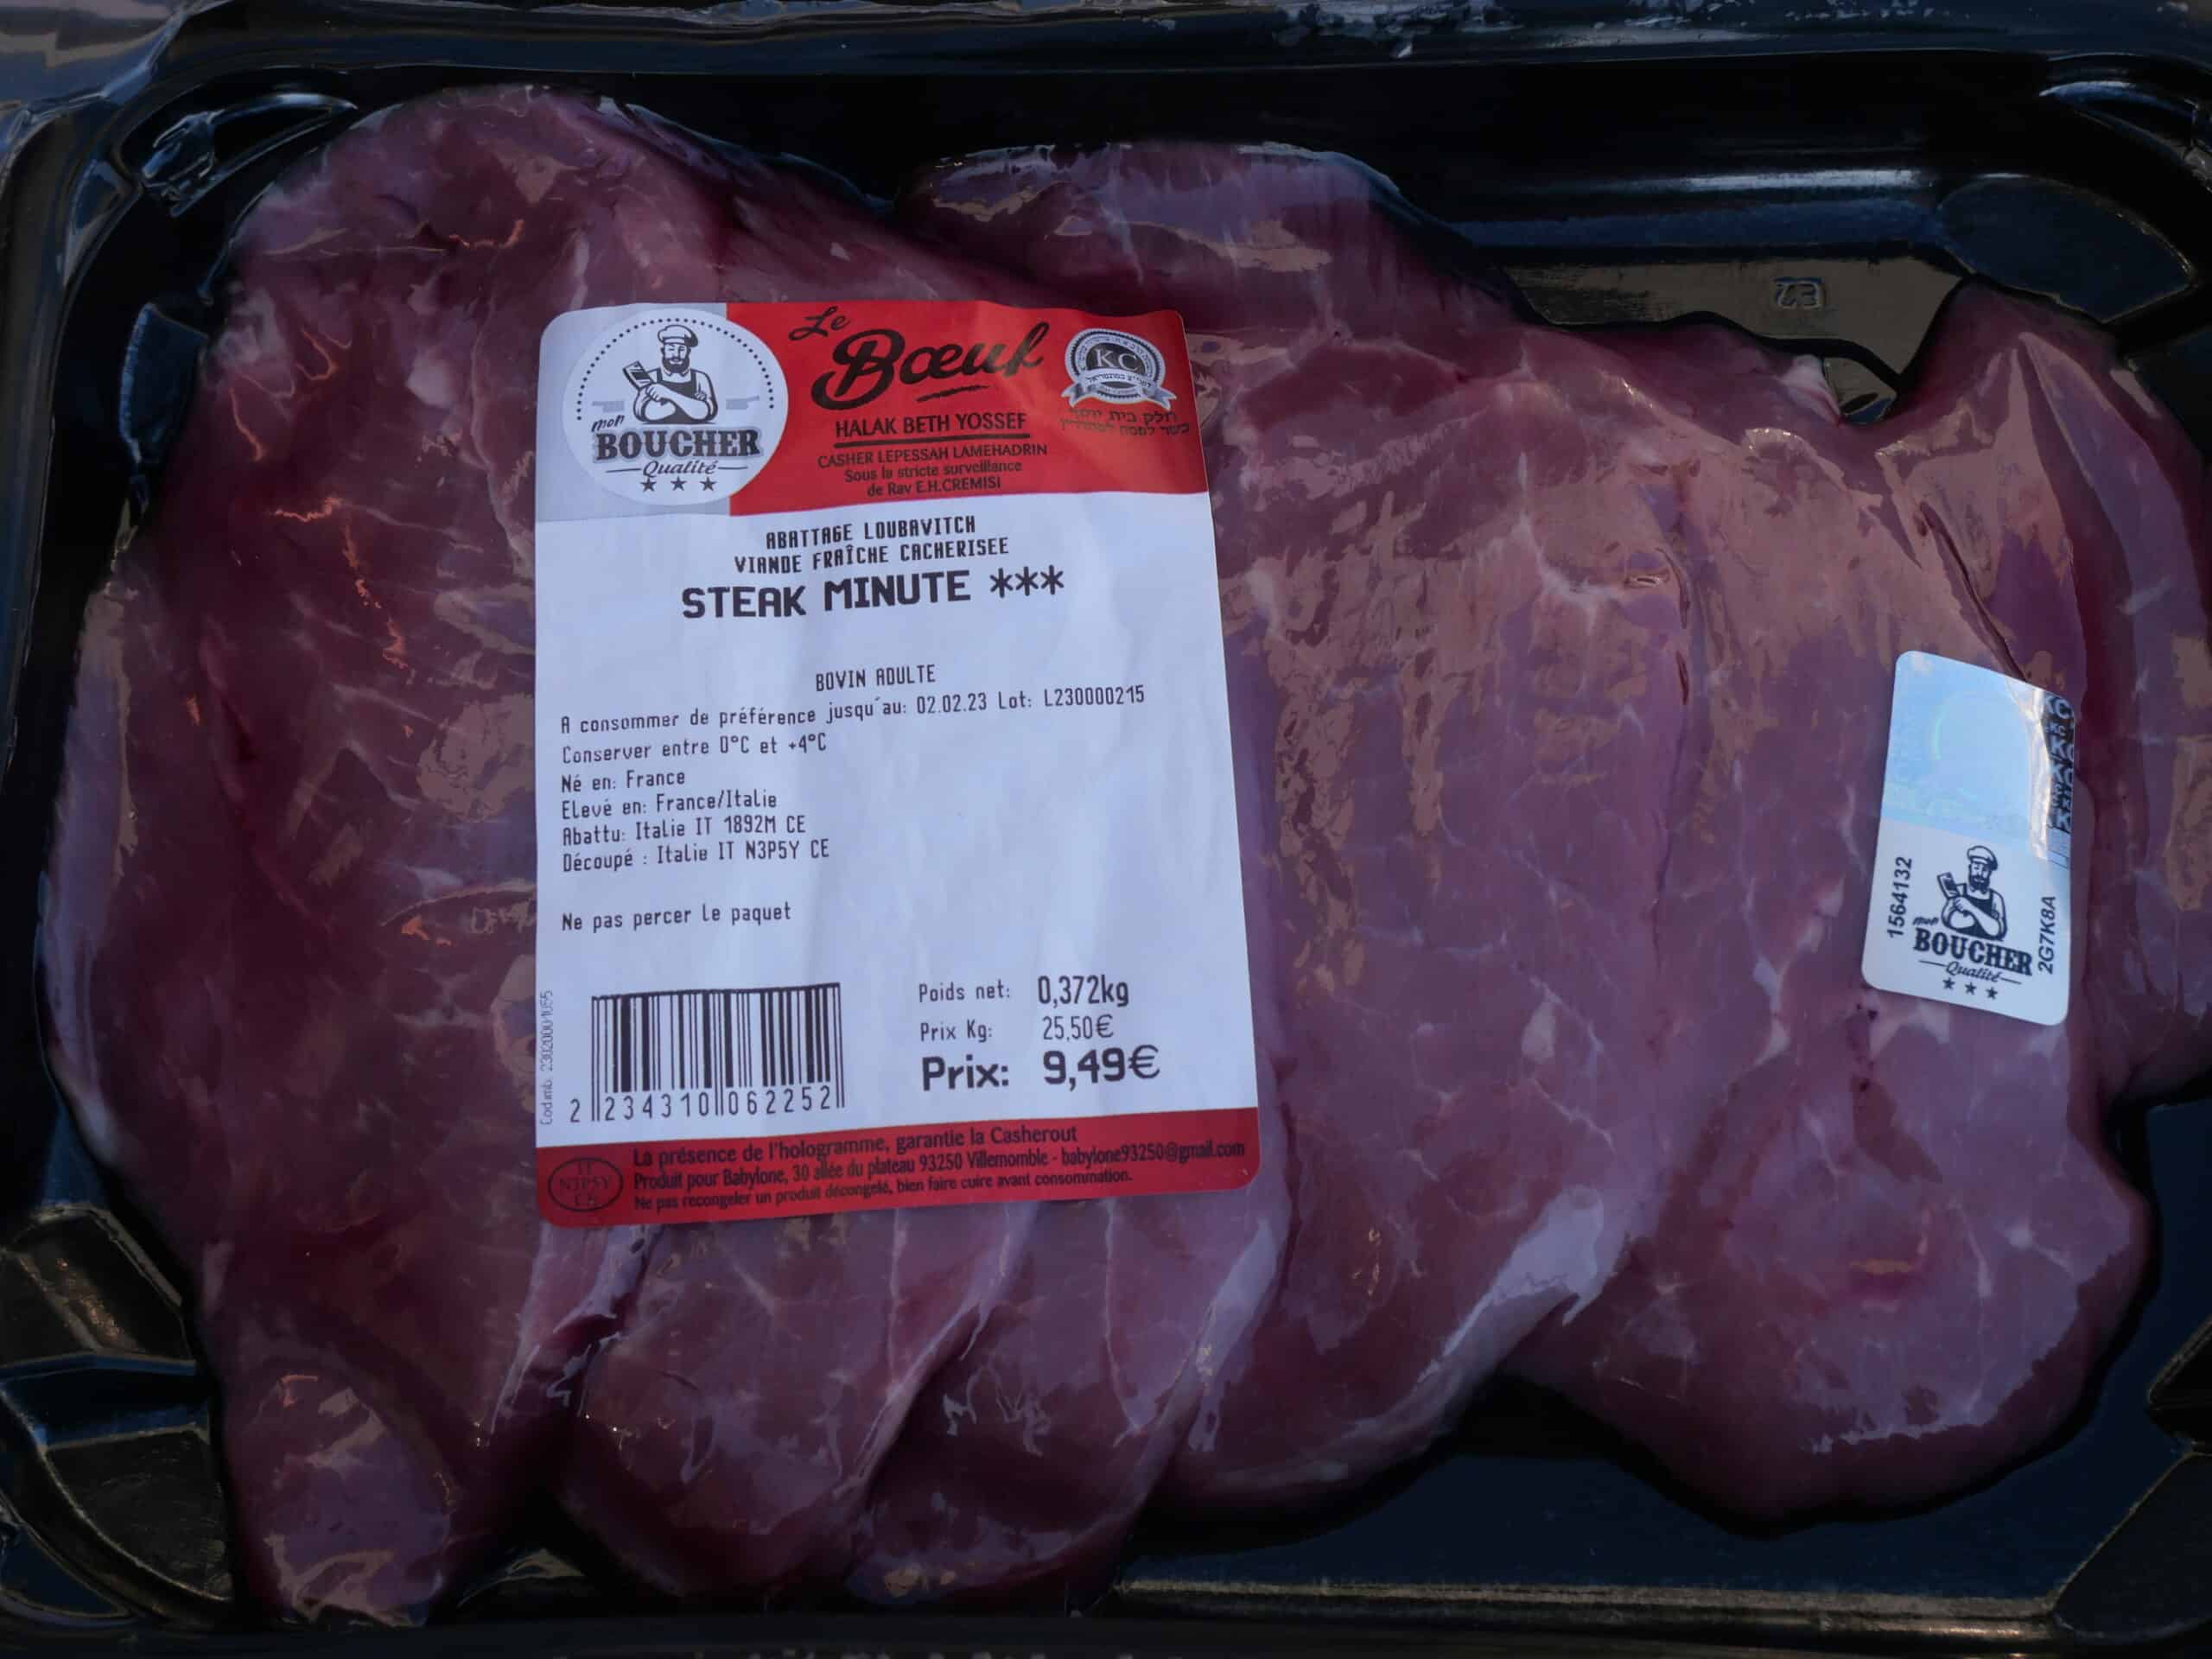 Le
Bœuf
HALAK BETH YOSSEF
CASHER LEPESSAH LAMEHADRIN
Sous la stricte surveillance
de Rav E.H.CREMISI
KC
חלק בית יוסף
כשר לפסח למהדרין
mon
BOUCHER
Qualité
ABATTAGE LOUBAVITCH
VIANDE FRAÎCHE CACHERISEE
STEAK MINUTE ***
BOVIN ADULTE
A consommer de préférence jusqu'au: 02.02.23 Lot: L230000215
Conserver entre 0°C et +4°C
Né en: France
Elevé en: France/Italie
Abattu: Italie IT 1892M CE
Découpé : Italie IT N3P5Y CE
Ne pas percer le paquet
Poids net: 0,372kg
Prix Kg: 25,50€
Prix: 9,49€
2 234310 062252
La présence de l'hologramme, garantie la Casherout
Produit pour Babylone, 30 allée du plateau 93250 Villemomble - babylone93250@gmail.com
Ne pas recongeler un produit décongelé, bien faire cuire avant consommation.
IT
N3P5Y
CE
1564132
mon
BOUCHER
Qualité
2G7K8A